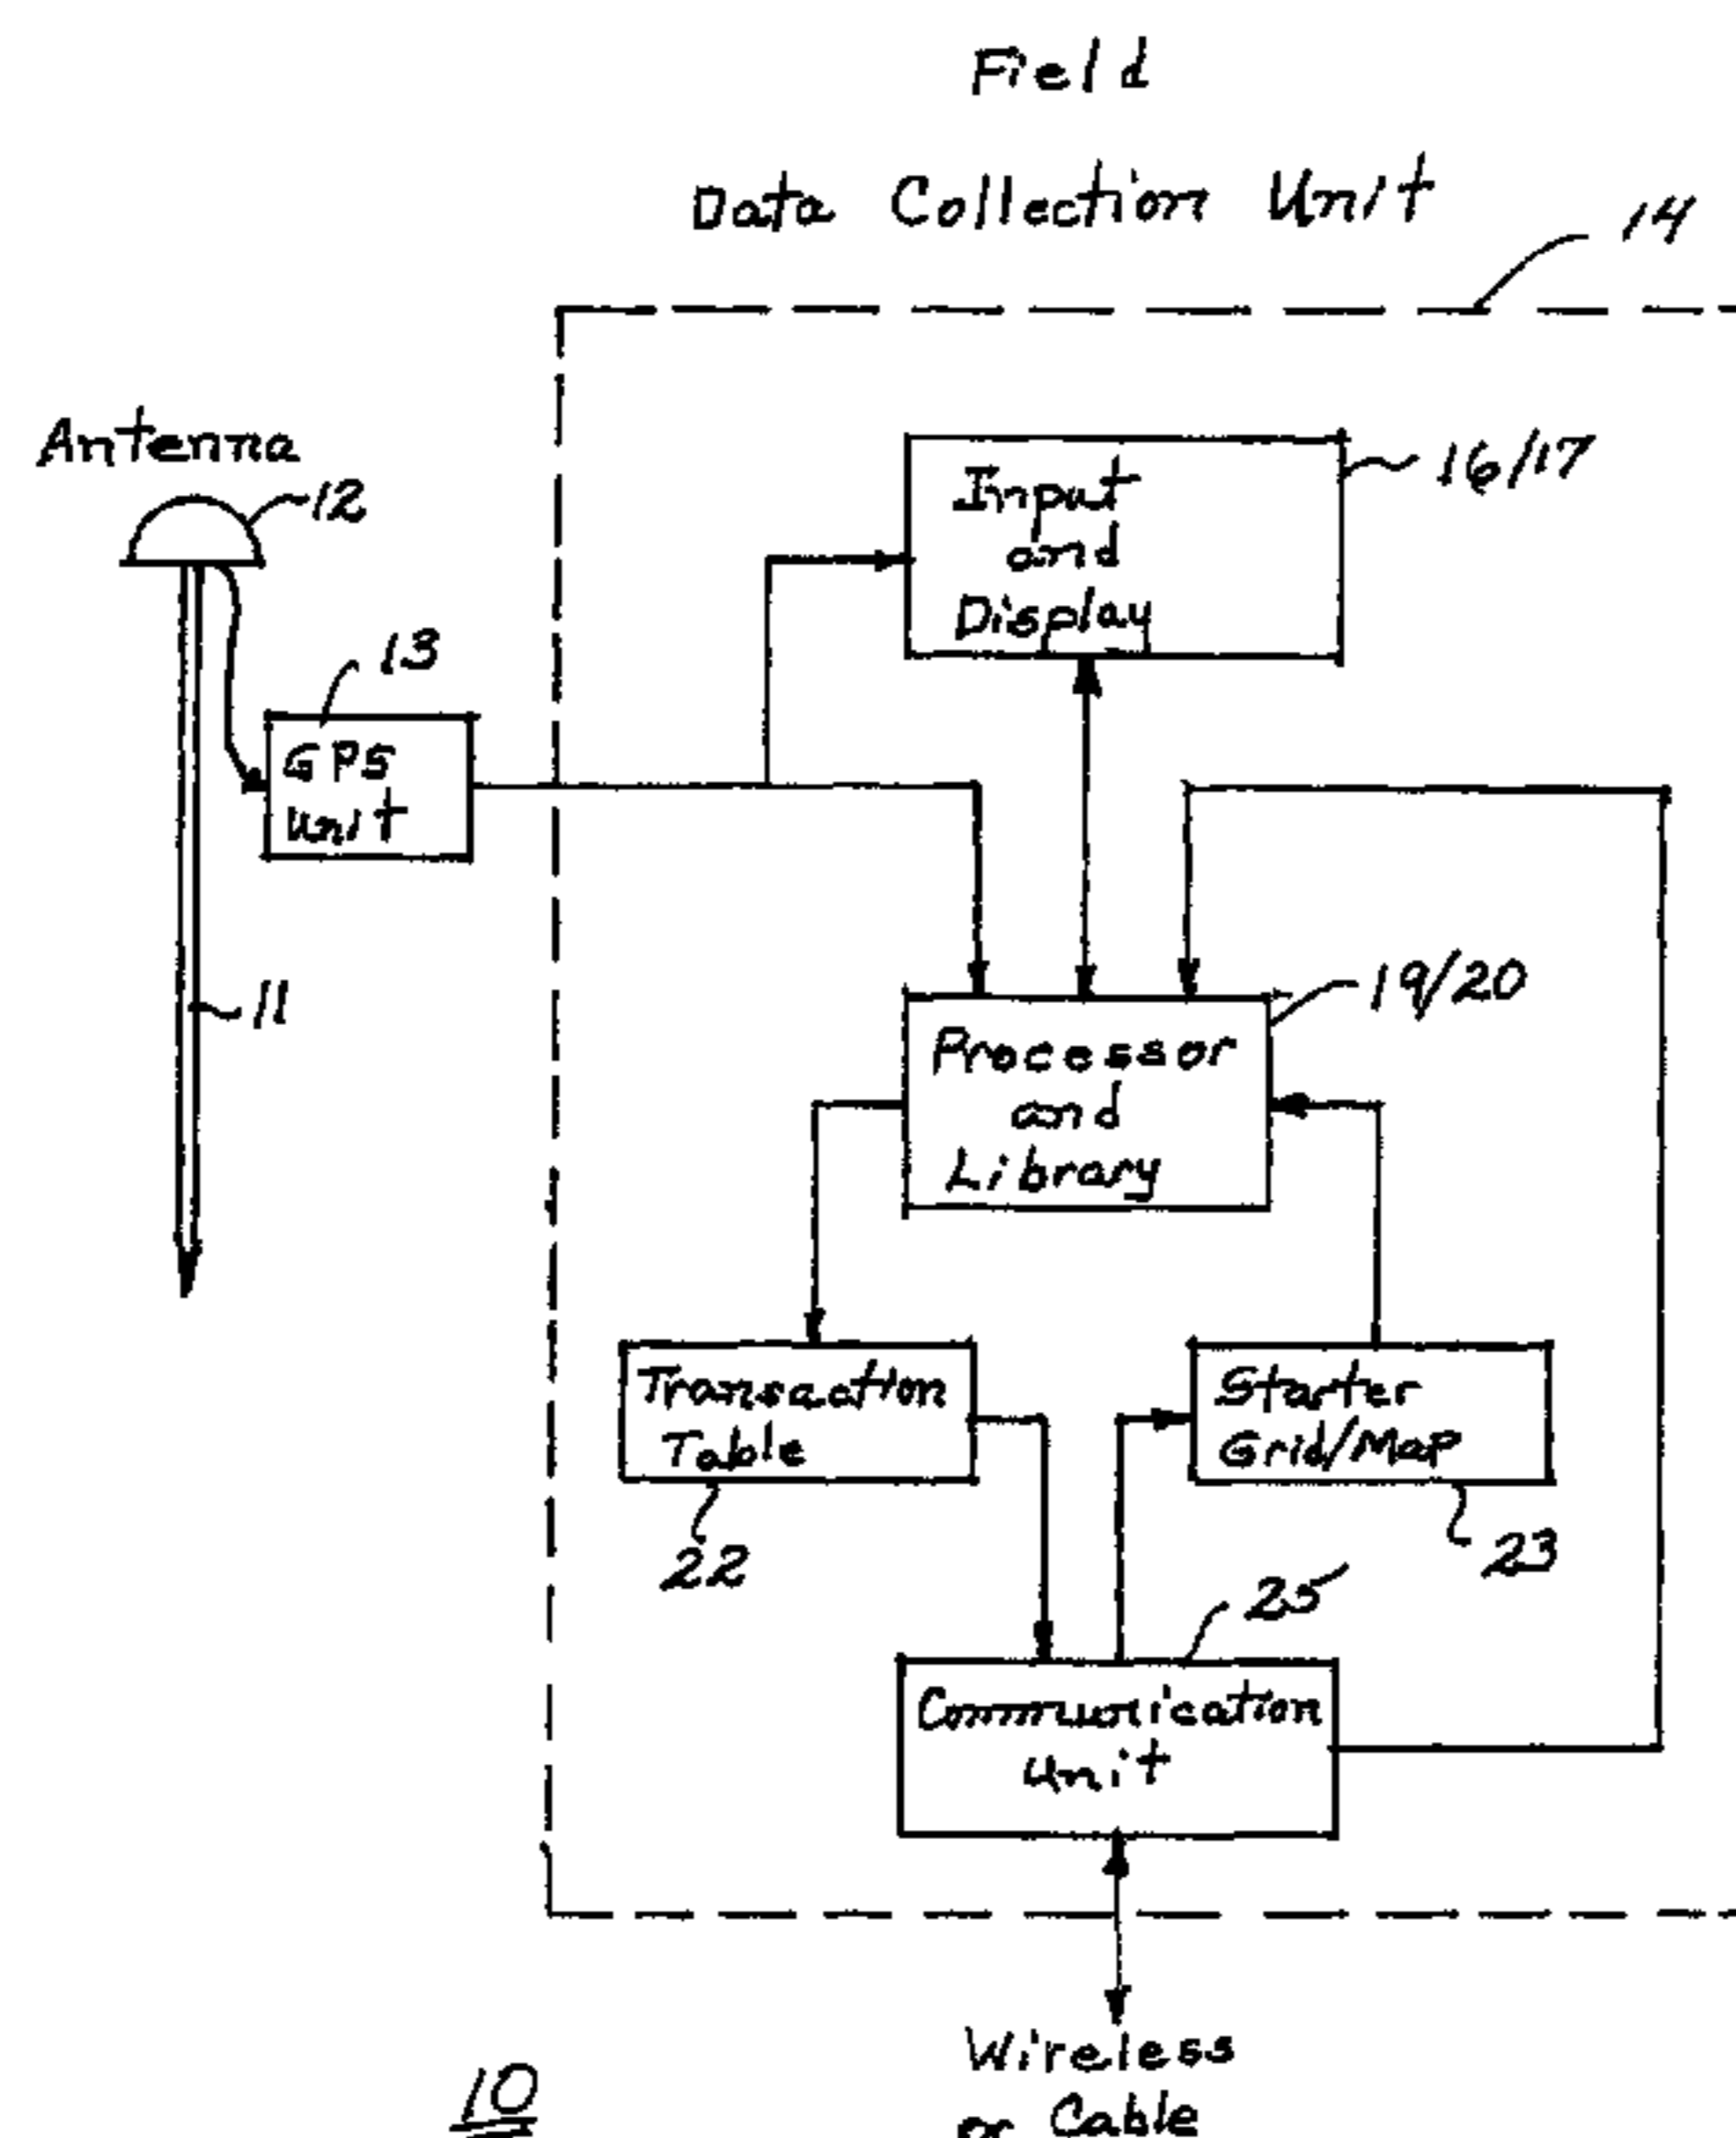 Field
Data Collection Unit
14
Antenna
12
Input
and
Display
16/17
13
GPS
Unit
11
19/20
Processor
and
Library
Transaction
Table
Starter
Grid/Map
22
23
25
Communication
Unit
Wireless
or Cable
10